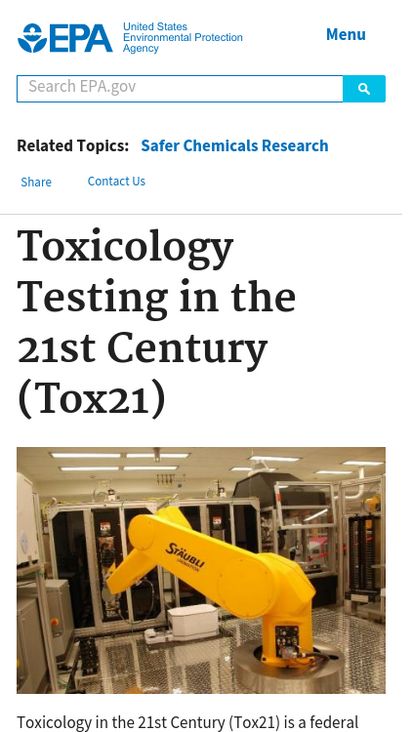 EPA
United States
Environmental Protection
Agency
Menu
Search EPA.gov
Related Topics: Safer Chemicals Research
Share Contact Us
Toxicology
Testing in the
21st Century
(Tox21)
STÄUBLI
Toxicology in the 21st Century (Tox21) is a federal